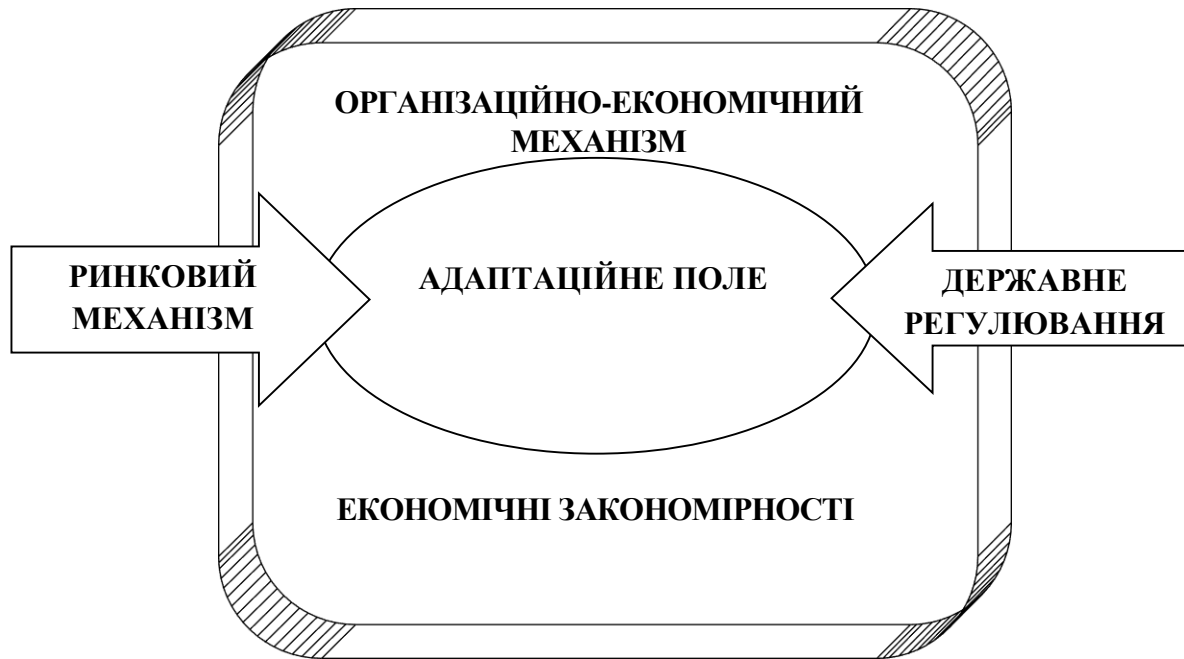 ОРГАНІЗАЦІЙНО-ЕКОНОМІЧНИЙ
МЕХАНІЗМ
РИНКОВИЙ
МЕХАНІЗМ
АДАПТАЦІЙНЕ ПОЛЕ
ДЕРЖАВНЕ
РЕГУЛЮВАННЯ
ЕКОНОМІЧНІ ЗАКОНОМІРНОСТІ